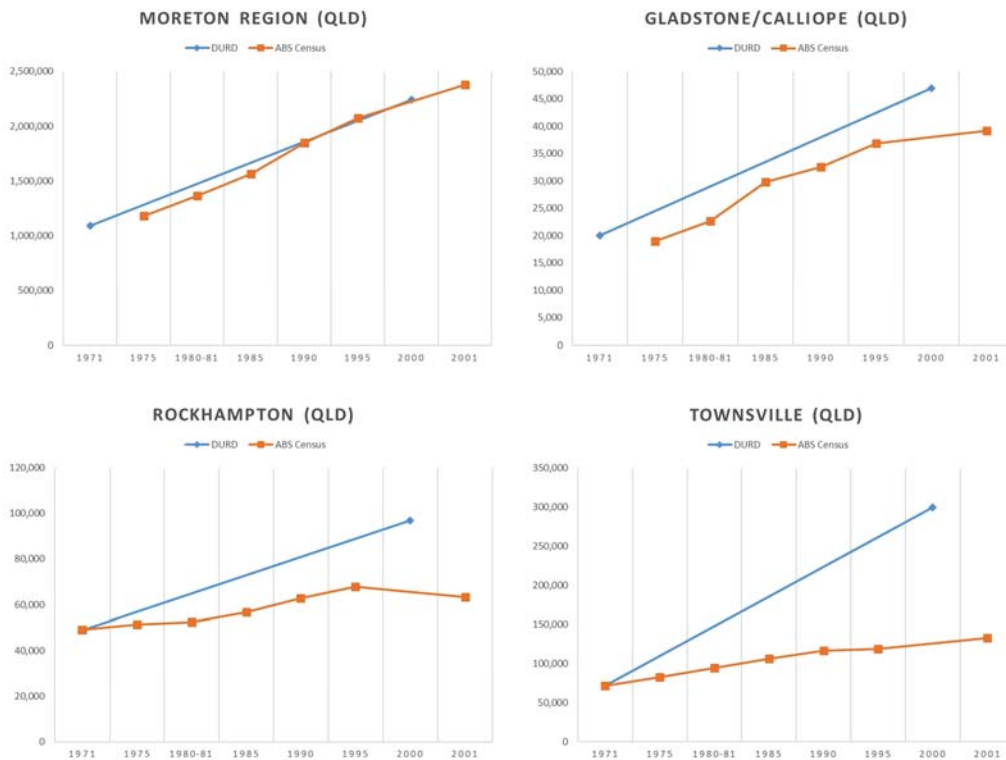 MORETON REGION (QLD)
DURD ABS Census
2,500,000
2,000,000
1,500,000
1,000,000
500,000
0
1971 1975 1980-81 1985 1990 1995 2000 2001
GLADSTONE/CALLIOPE (QLD)
DURD ABS Census
50,000
45,000
40,000
35,000
30,000
25,000
20,000
15,000
10,000
5,000
0
1971 1975 1980-81 1985 1990 1995 2000 2001
ROCKHAMPTON (QLD)
DURD ABS Census
120,000
100,000
80,000
60,000
40,000
20,000
0
1971 1975 1980-81 1985 1990 1995 2000 2001
TOWNSVILLE (QLD)
DURD ABS Census
350,000
300,000
250,000
200,000
150,000
100,000
50,000
0
1971 1975 1980-81 1985 1990 1995 2000 2001